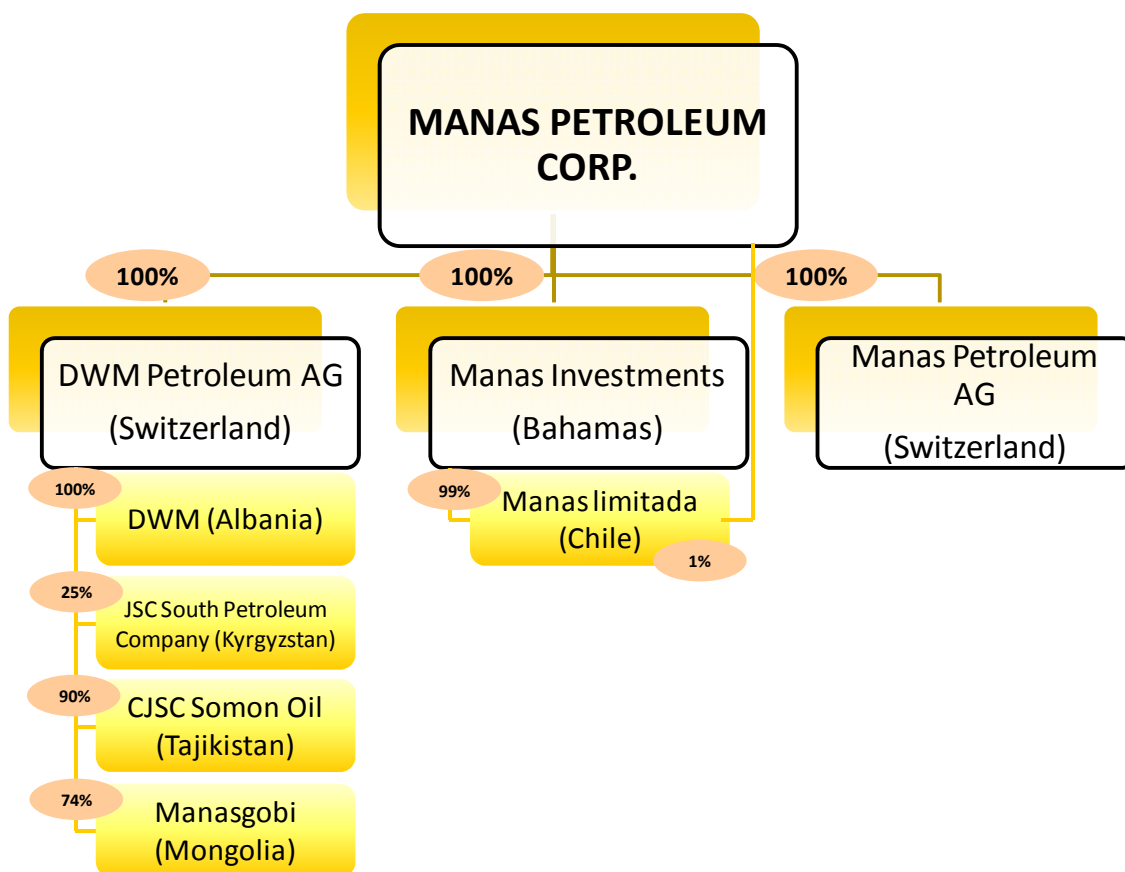 MANAS PETROLEUM
CORP.
100%
100%
100%
DWM Petroleum AG
(Switzerland)
Manas Investments
(Bahamas)
Manas Petroleum
AG
(Switzerland)
100%
DWM (Albania)
99%
Manas limitada
(Chile)
1%
25%
JSC South Petroleum
Company (Kyrgyzstan)
90%
CJSC Somon Oil
(Tajikistan)
74%
Manasgobi
(Mongolia)